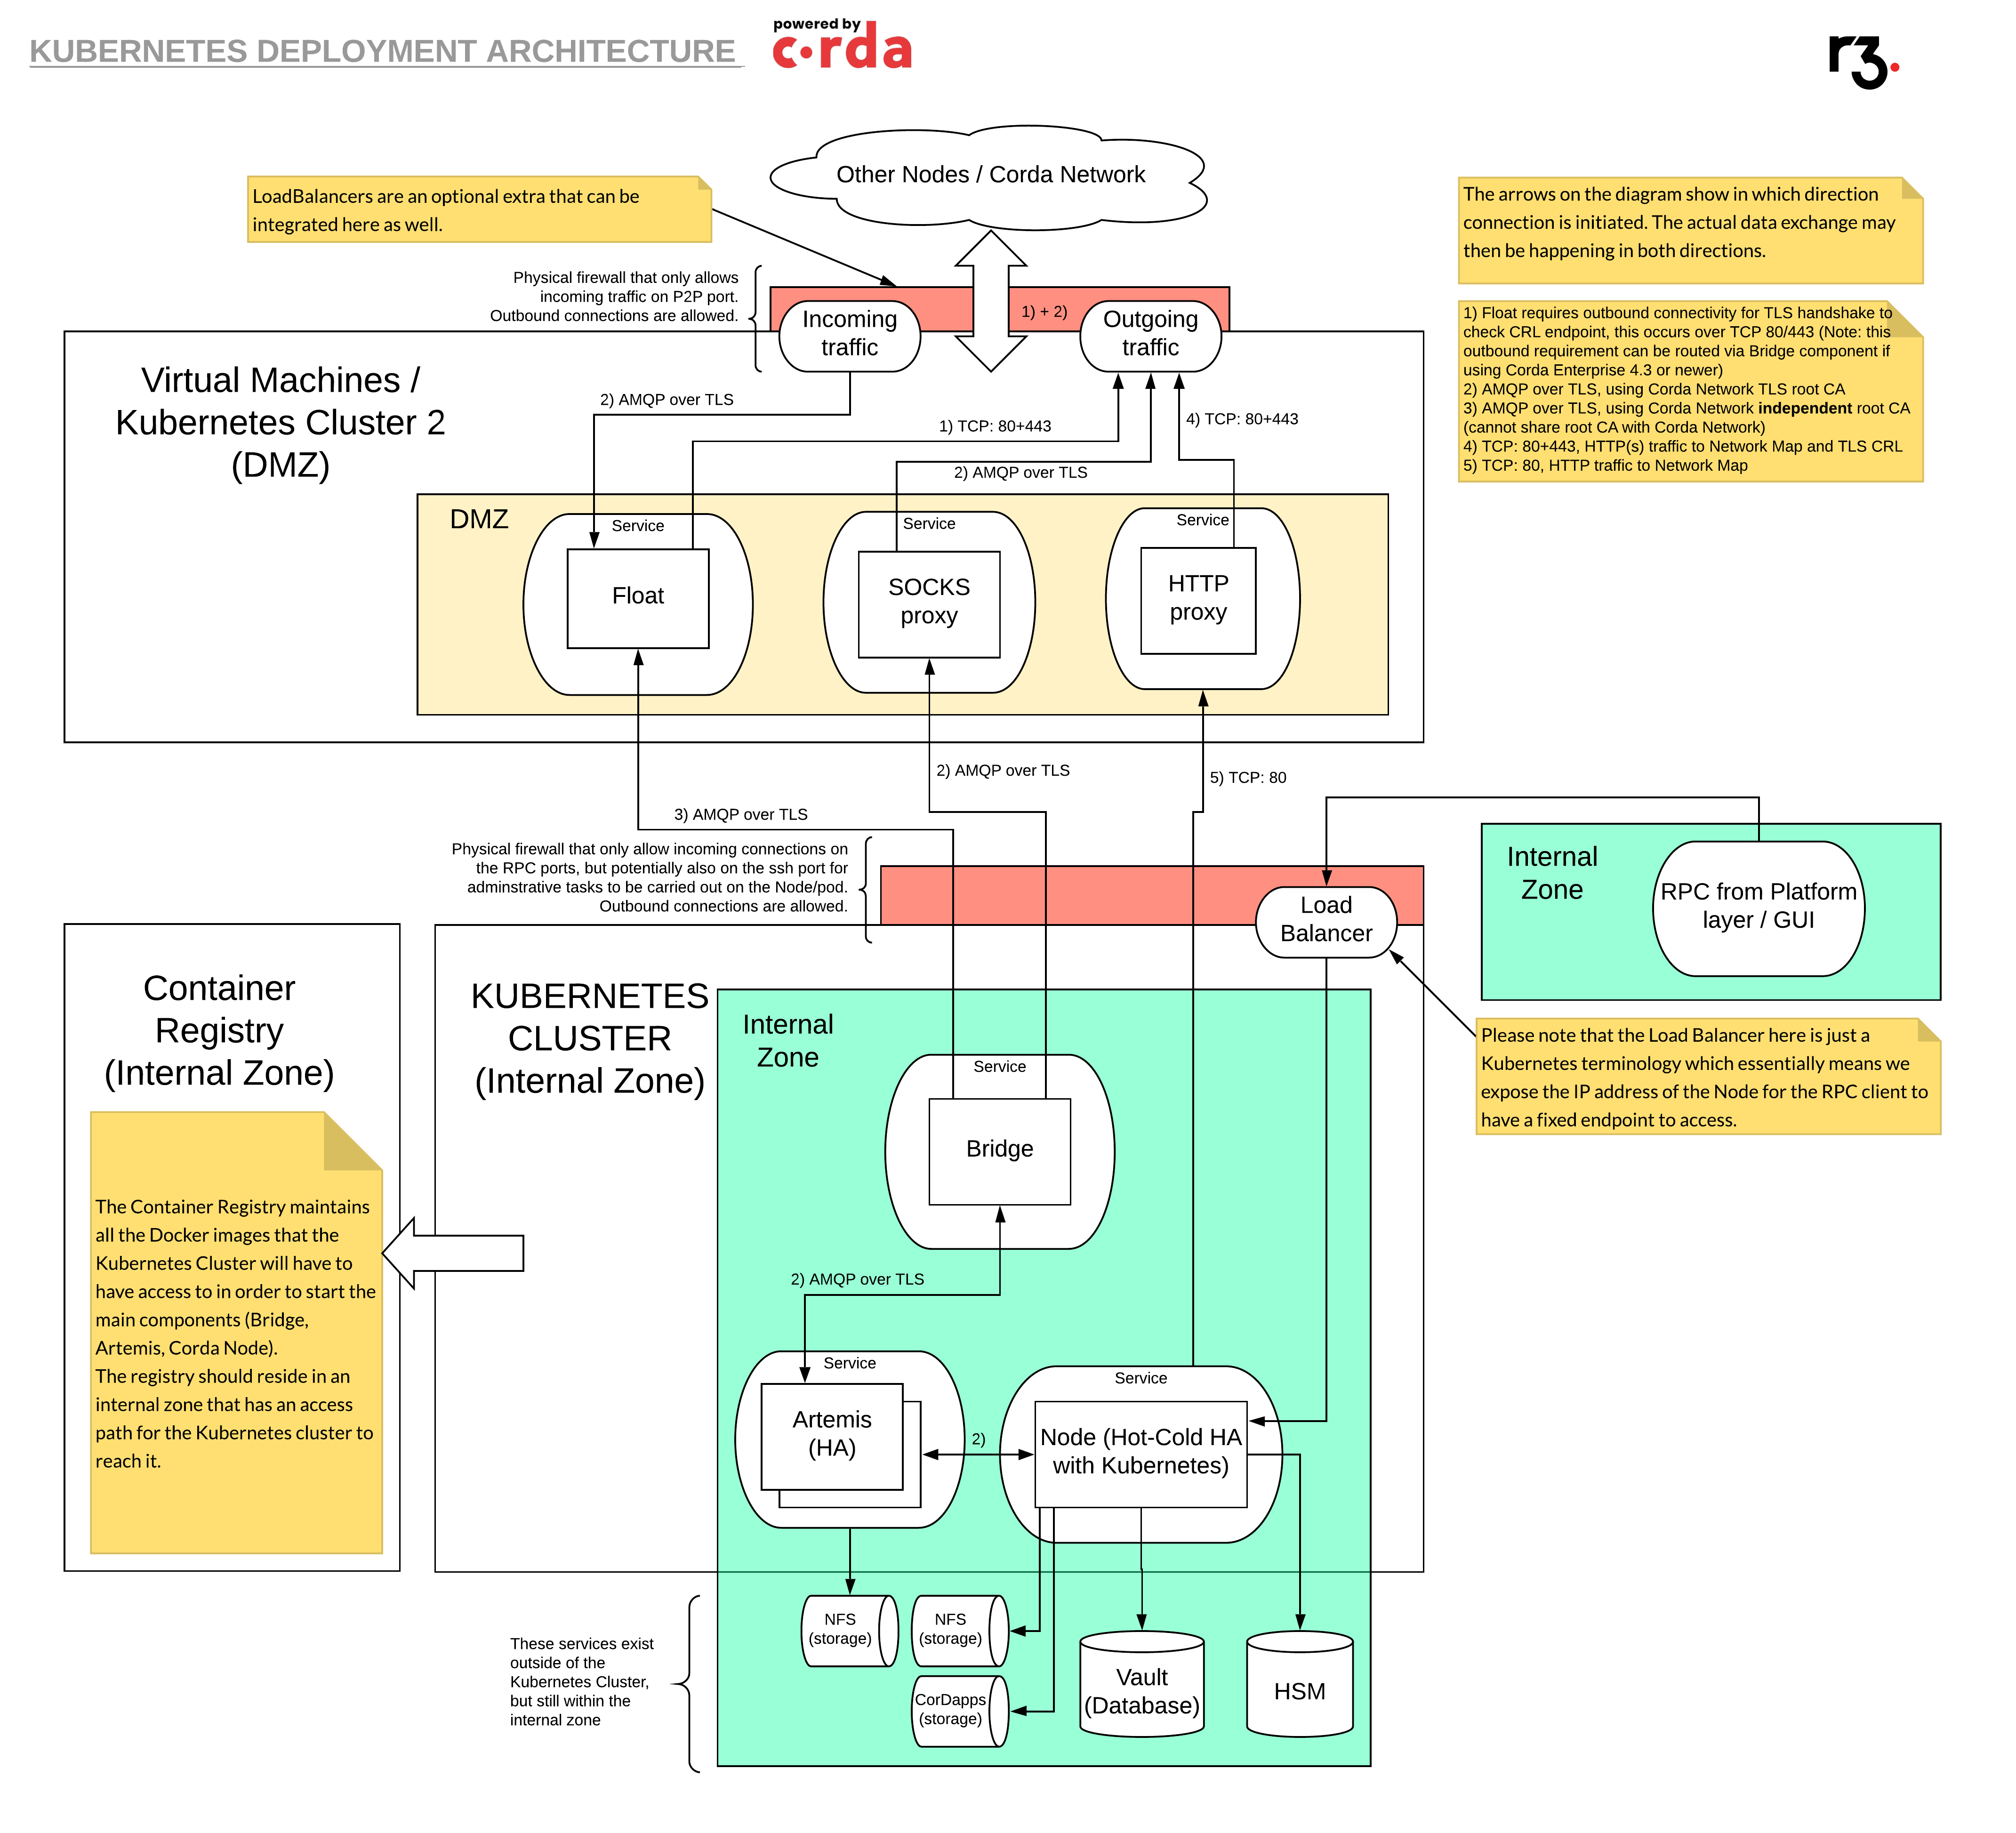 KUBERNETES DEPLOYMENT ARCHITECTURE
powered by
corda
r3.
Other Nodes / Corda Network
LoadBalancers are an optional extra that can be
integrated here as well.
The arrows on the diagram show in which direction
connection is initiated. The actual data exchange may
then be happening in both directions.
Physical firewall that only allows
incoming traffic on P2P port.
Outbound connections are allowed.
Incoming
traffic
1) + 2)
Outgoing
traffic
1) Float requires outbound connectivity for TLS handshake to
check CRL endpoint, this occurs over TCP 80/443 (Note: this
outbound requirement can be routed via Bridge component if
using Corda Enterprise 4.3 or newer)
2) AMQP over TLS, using Corda Network TLS root CA
3) AMQP over TLS, using Corda Network independent root CA
(cannot share root CA with Corda Network)
4) TCP: 80+443, HTTP(s) traffic to Network Map and TLS CRL
5) TCP: 80, HTTP traffic to Network Map
Virtual Machines /
Kubernetes Cluster 2
(DMZ)
2) AMQP over TLS
1) TCP: 80+443
4) TCP: 80+443
2) AMQP over TLS
DMZ
Service
Float
Service
SOCKS
proxy
Service
HTTP
proxy
2) AMQP over TLS
5) TCP: 80
3) AMQP over TLS
Physical firewall that only allow incoming connections on
the RPC ports, but potentially also on the ssh port for
adminstrative tasks to be carried out on the Node/pod.
Outbound connections are allowed.
Load
Balancer
Internal
Zone
RPC from Platform
layer / GUI
Please note that the Load Balancer here is just a
Kubernetes terminology which essentially means we
expose the IP address of the Node for the RPC client to
have a fixed endpoint to access.
Container
Registry
(Internal Zone)
The Container Registry maintains
all the Docker images that the
Kubernetes Cluster will have to
have access to in order to start the
main components (Bridge,
Artemis, Corda Node).
The registry should reside in an
internal zone that has an access
path for the Kubernetes cluster to
reach it.
KUBERNETES
CLUSTER
(Internal Zone)
Internal
Zone
Service
Bridge
2) AMQP over TLS
Service
Artemis
(HA)
2)
Service
Node (Hot-Cold HA
with Kubernetes)
These services exist
outside of the
Kubernetes Cluster,
but still within the
internal zone
NFS
(storage)
NFS
(storage)
CorDapps
(storage)
Vault
(Database)
HSM